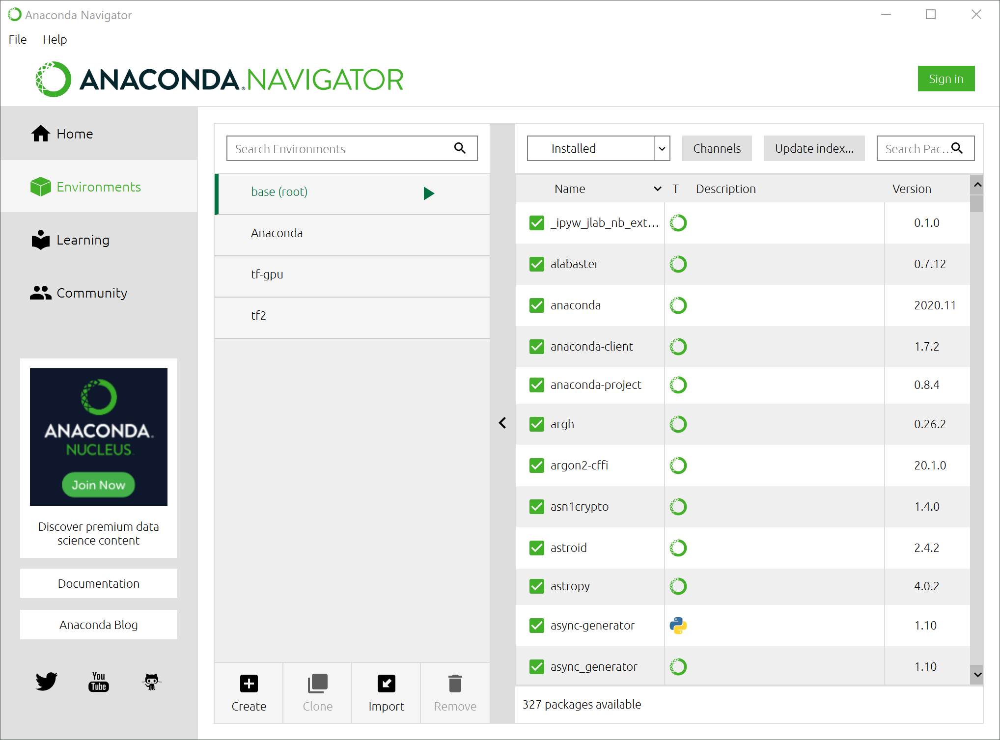 Anaconda Navigator
File Help
ANACONDA.NAVIGATOR
Sign in
Home
Environments
Learning
Community
ANACONDA.
NUCLEUS.
Join Now
Discover premium data
science content
Documentation
Anaconda Blog
You
Tube
Search Environments
base (root)
Anaconda
tf-gpu
tf2
Create Clone Import Remove
Installed Channels Update index... Search Pac...
Name T Description Version
_ipyw_jlab_nb_ext... 0.1.0
alabaster 0.7.12
anaconda 2020.11
anaconda-client 1.7.2
anaconda-project 0.8.4
argh 0.26.2
argon2-cffi 20.1.0
asn1crypto 1.4.0
astroid 2.4.2
astropy 4.0.2
async-generator 1.10
async_generator 1.10
327 packages available